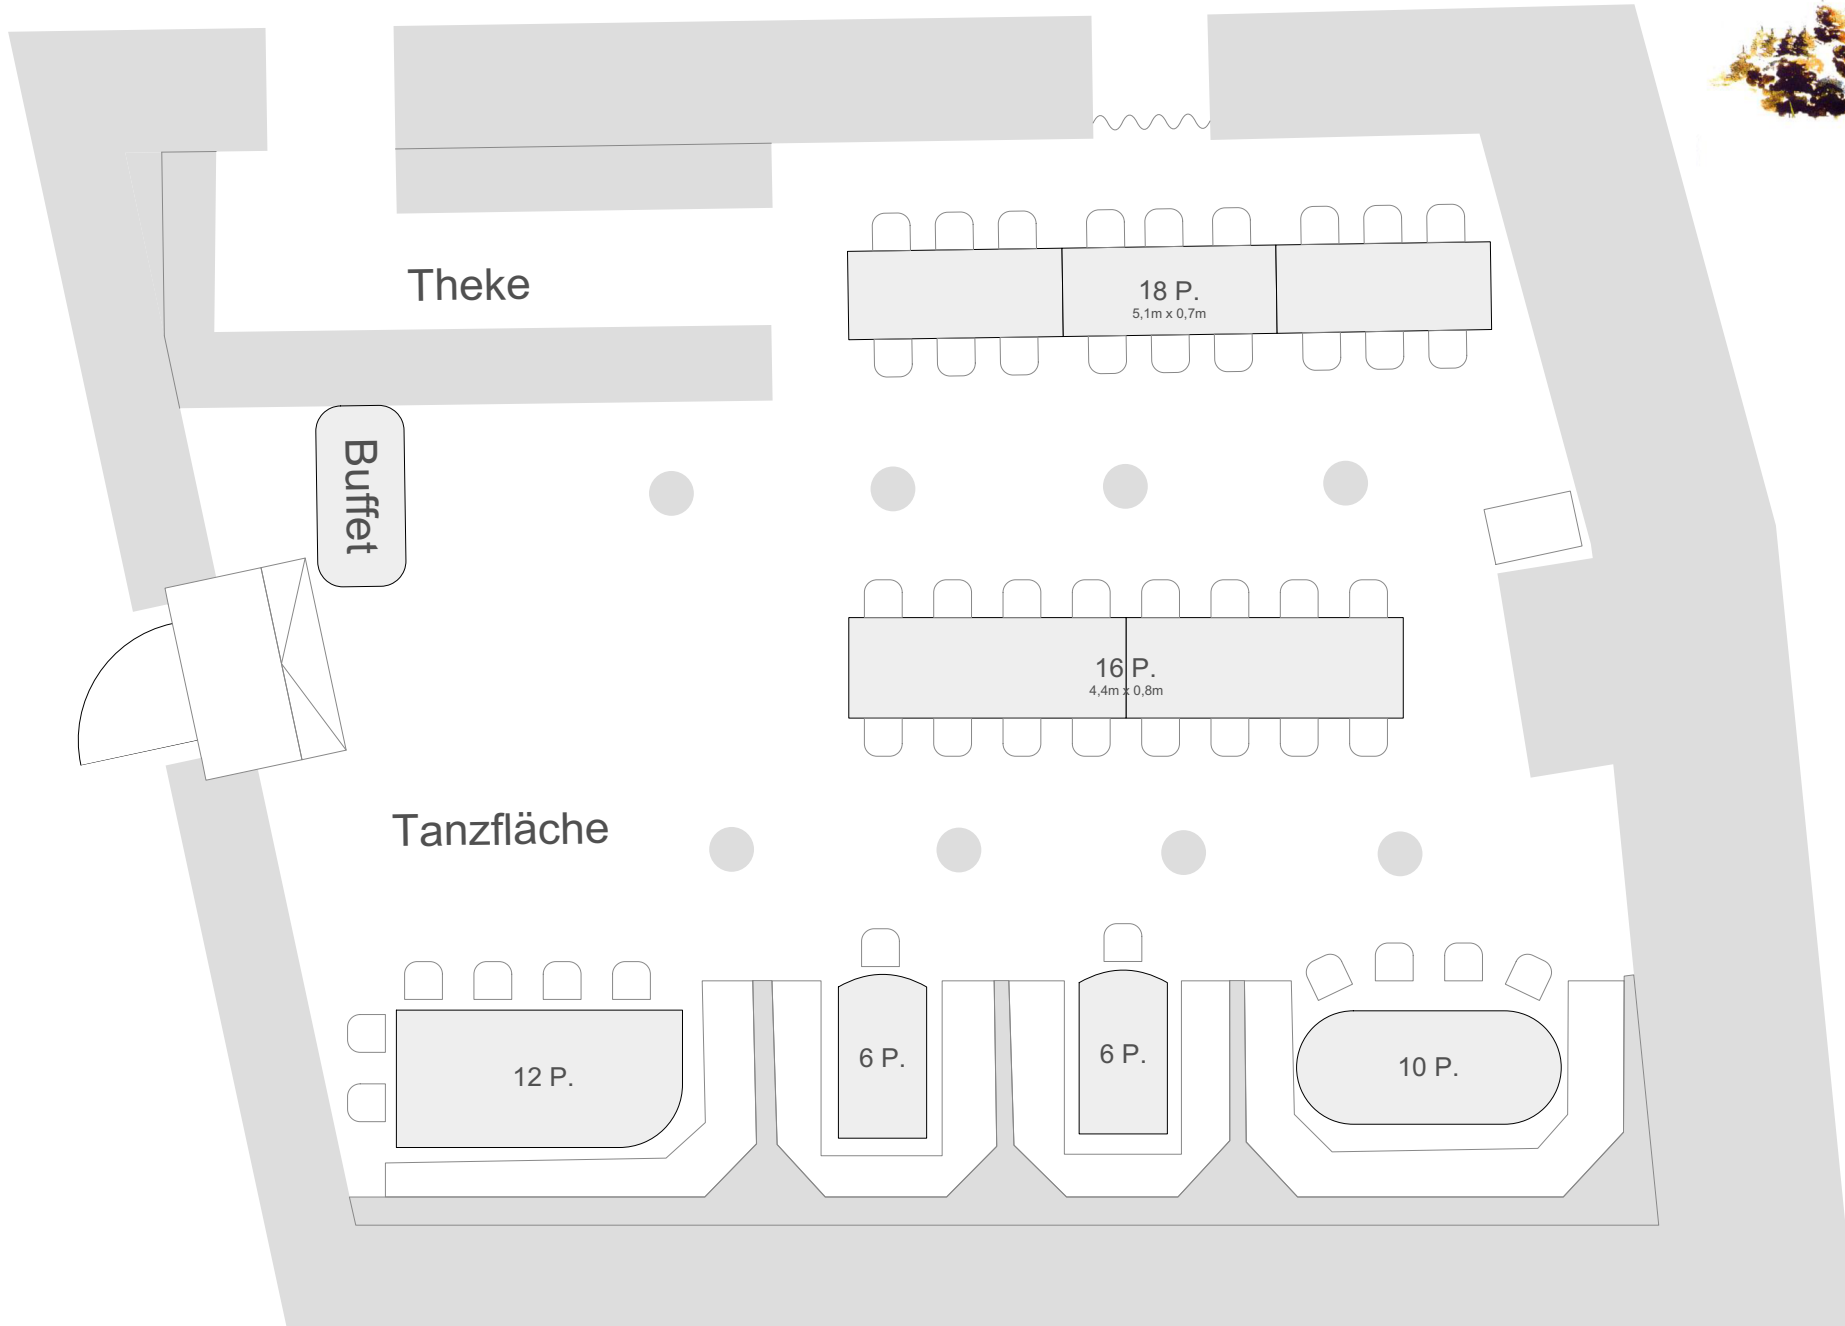 Theke
18 P.
5,1m x 0,7m
Buffet
16 P.
4,4m x 0,8m
Tanzfläche
12 P.
6 P.
6 P.
10 P.